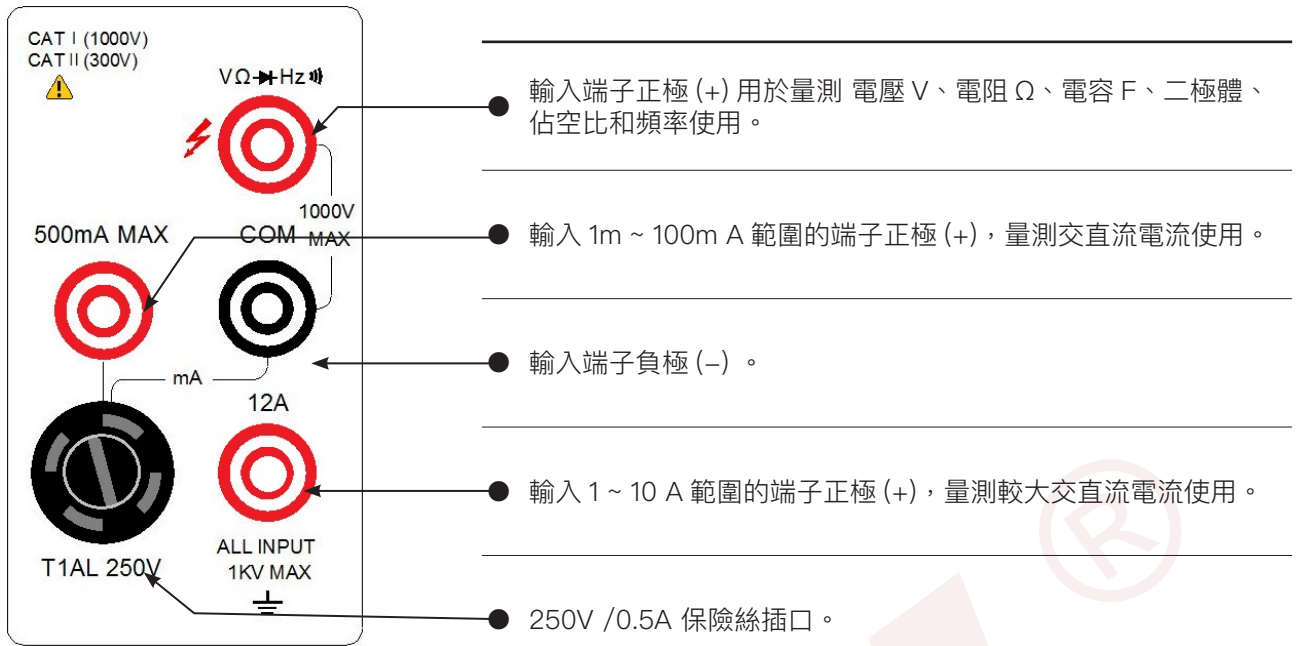 CAT I (1000V)
CAT II (300V)
VΩ Hz
1000V
MAX
500mA MAX
COM
mA
12A
T1AL 250V
ALL INPUT
1KV MAX
輸入端子正極 (+) 用於量測 電壓 V、電阻 Ω、電容 F、二極體、
佔空比和頻率使用。
輸入 1m ~ 100m A 範圍的端子正極 (+),量測交直流電流使用。
輸入端子負極 (–) 。
輸入 1 ~ 10 A 範圍的端子正極 (+),量測較大交直流電流使用。
250V /0.5A 保險絲插口。
®